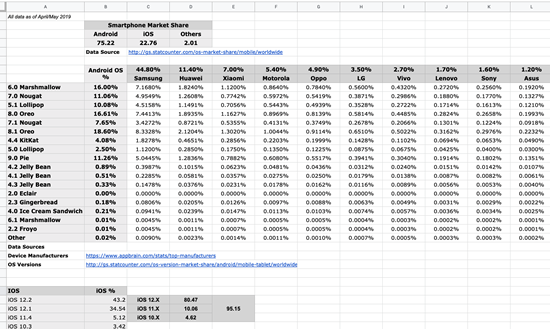 A B C D E F G H I J K L
All data as of April/May 2019
Smartphone Market Share
Android iOS Others
75.22 22.76 2.01
Data Source http://gs.statcounter.com/os-market-share/mobile/worldwide
Android OS % 44.80% 11.40% 7.00% 5.40% 4.90% 3.50% 2.70% 1.70% 1.60% 1.20%
Samsung Huawei Xiaomi Motorola Oppo LG Vivo Lenovo Sony Asus
6.0 Marshmallow 16.00% 7.1680% 1.8240% 1.1200% 0.8640% 0.7840% 0.5600% 0.4320% 0.2720% 0.2560% 0.1920%
7.0 Nougat 11.06% 4.9549% 1.2608% 0.7742% 0.5972% 0.5419% 0.3871% 0.2986% 0.1880% 0.1770% 0.1327%
5.1 Lollipop 10.08% 4.5158% 1.1491% 0.7056% 0.5443% 0.4939% 0.3528% 0.2722% 0.1714% 0.1613% 0.1210%
8.0 Oreo 16.61% 7.4413% 1.8935% 1.1627% 0.8969% 0.8139% 0.5814% 0.4485% 0.2824% 0.2658% 0.1993%
7.1 Nougat 7.65% 3.4272% 0.8721% 0.5355% 0.4131% 0.3749% 0.2678% 0.2066% 0.1301% 0.1224% 0.0918%
8.1 Oreo 18.60% 8.3328% 2.1204% 1.3020% 1.0044% 0.9114% 0.6510% 0.5022% 0.3162% 0.2976% 0.2232%
4.4 KitKat 4.08% 1.8278% 0.4651% 0.2856% 0.2203% 0.1999% 0.1428% 0.1102% 0.0694% 0.0653% 0.0490%
5.0 Lollipop 2.50% 1.1200% 0.2850% 0.1750% 0.1350% 0.1225% 0.0875% 0.0675% 0.0425% 0.0400% 0.0300%
9.0 Pie 11.26% 5.0445% 1.2836% 0.7882% 0.6080% 0.5517% 0.3941% 0.3040% 0.1914% 0.1802% 0.1351%
4.2 Jelly Bean 0.89% 0.3987% 0.1015% 0.0623% 0.0481% 0.0436% 0.0312% 0.0240% 0.0151% 0.0142% 0.0107%
4.1 Jelly Bean 0.51% 0.2285% 0.0581% 0.0357% 0.0275% 0.0250% 0.0179% 0.0138% 0.0087% 0.0082% 0.0061%
4.3 Jelly Bean 0.33% 0.1478% 0.0376% 0.0231% 0.0178% 0.0162% 0.0116% 0.0089% 0.0056% 0.0053% 0.0040%
2.0 Eclair 0.00% 0.0000% 0.0000% 0.0000% 0.0000% 0.0000% 0.0000% 0.0000% 0.0000% 0.0000% 0.0000%
2.3 Gingerbread 0.18% 0.0806% 0.0205% 0.0126% 0.0097% 0.0088% 0.0063% 0.0049% 0.0031% 0.0029% 0.0022%
4.0 Ice Cream Sandwich 0.21% 0.0941% 0.0239% 0.0147% 0.0113% 0.0103% 0.0074% 0.0057% 0.0036% 0.0034% 0.0025%
6.1 Marshmallow 0.01% 0.0045% 0.0011% 0.0007% 0.0005% 0.0005% 0.0004% 0.0003% 0.0002% 0.0002% 0.0001%
2.2 Froyo 0.01% 0.0045% 0.0011% 0.0007% 0.0005% 0.0005% 0.0004% 0.0003% 0.0002% 0.0002% 0.0001%
Other 0.02% 0.0090% 0.0023% 0.0014% 0.0011% 0.0010% 0.0007% 0.0005% 0.0003% 0.0003% 0.0002%
Data Sources
Device Manufacturers https://www.appbrain.com/stats/top-manufacturers
OS Versions http://gs.statcounter.com/os-version-market-share/android/mobile-tablet/worldwide
IOS iOS %
iOS 12.2 43.2 iOS 12.X 80.47
iOS 12.1 34.54 iOS 11.X 10.06 95.15
iOS 11.4 5.12 iOS 10.X 4.62
iOS 10.3 3.42